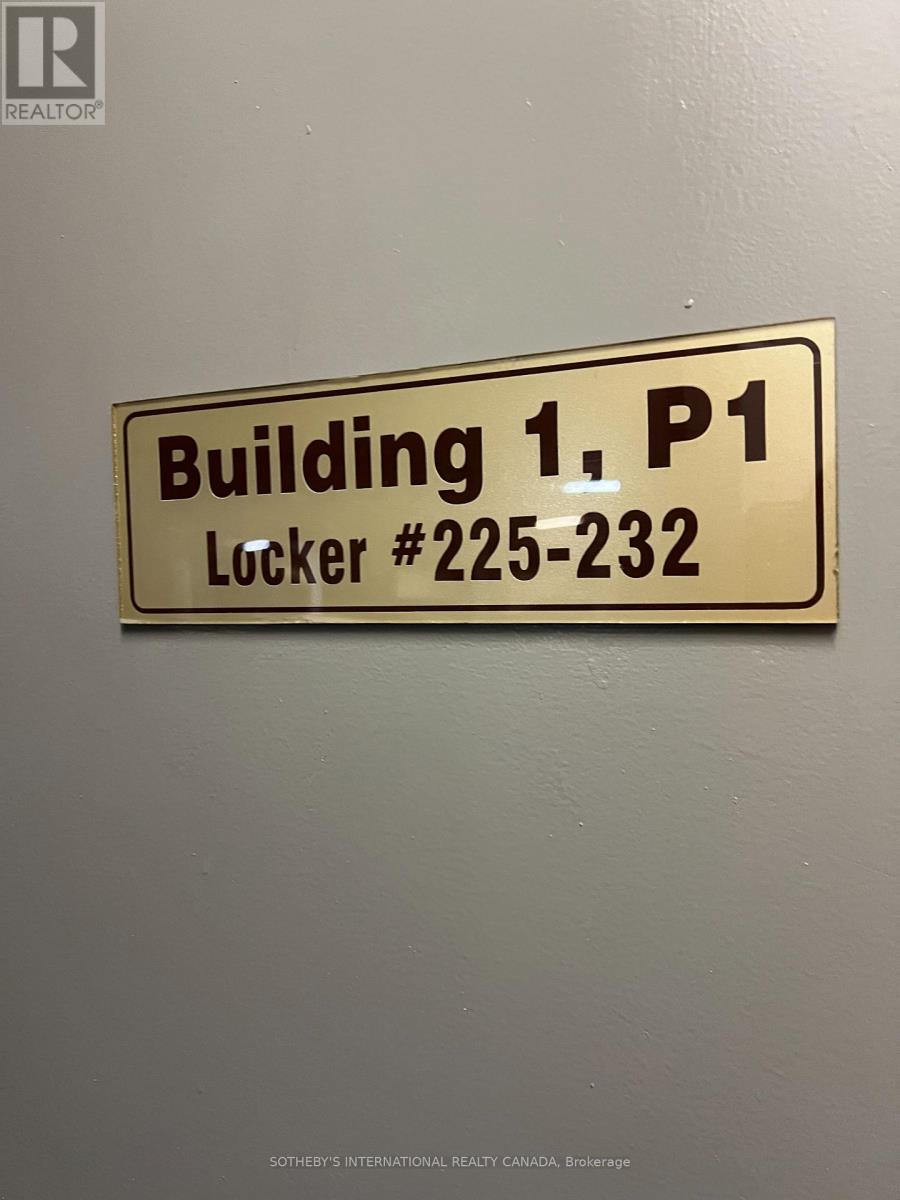 R
REALTOR®
Building 1, P1
Locker #225-232
SOTHEBY'S INTERNATIONAL REALTY CANADA, Brokerage